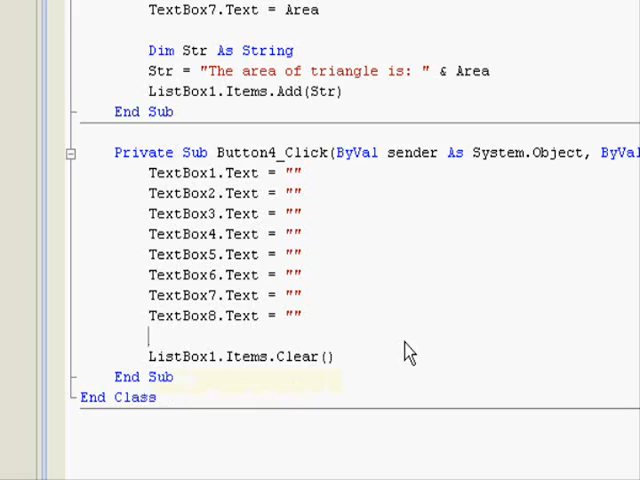 TextBox7.Text = Area
Dim Str As String
Str = "The area of triangle is: " & Area
ListBox1.Items.Add(Str)
End Sub
Private Sub Button4_Click(ByVal sender As System.Object, ByVal
TextBox1.Text = ""
TextBox2.Text = ""
TextBox3.Text = ""
TextBox4.Text = ""
TextBox5.Text = ""
TextBox6.Text = ""
TextBox7.Text = ""
TextBox8.Text = ""
ListBox1.Items.Clear()
End Sub
End Class